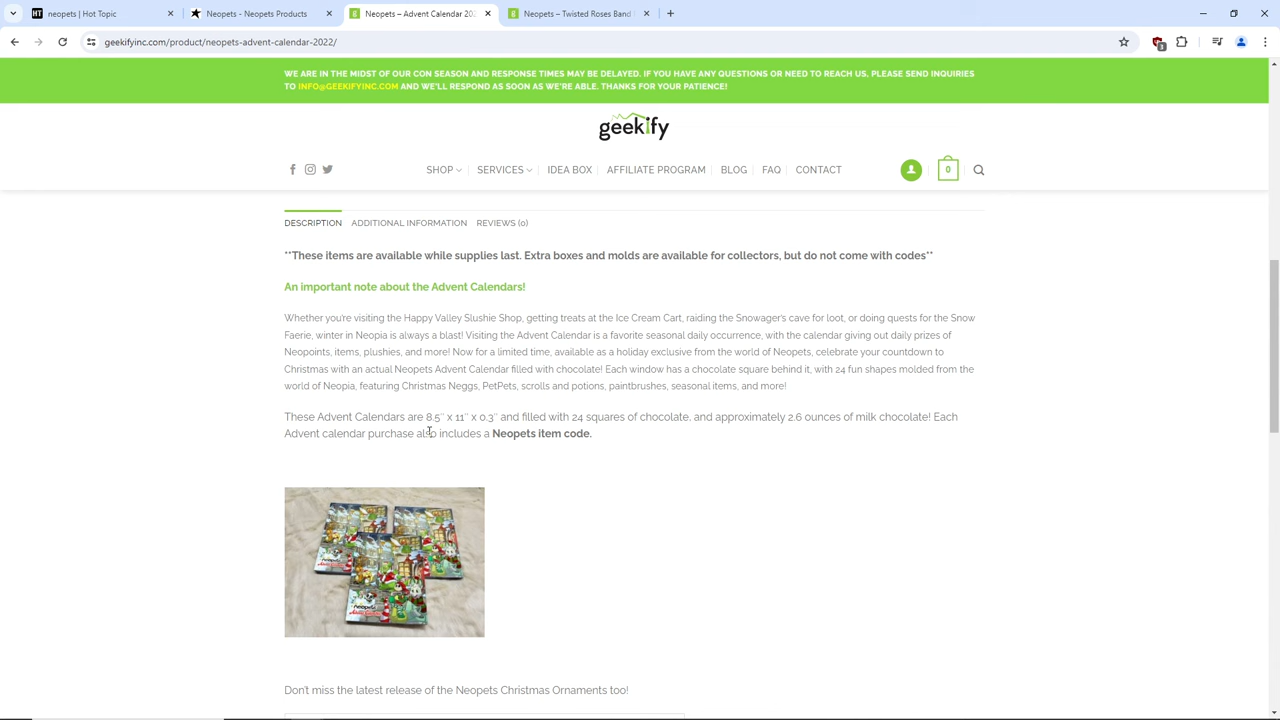 neopets | Hot Topic
Neopets - Neopets Products
Neopets – Advent Calendar 202
Neopets – Twisted Roses Band
geekifyinc.com/product/neopets-advent-calendar-2022/
3
WE ARE IN THE MIDST OF OUR CON SEASON AND RESPONSE TIMES MAY BE DELAYED. IF YOU HAVE ANY QUESTIONS OR NEED TO REACH US, PLEASE SEND INQUIRIES
TO INFO@GEEKIFYINC.COM AND WE'LL RESPOND AS SOON AS WE'RE ABLE. THANKS FOR YOUR PATIENCE!
geekify
SHOP SERVICES IDEA BOX AFFILIATE PROGRAM BLOG FAQ CONTACT 0
DESCRIPTION ADDITIONAL INFORMATION REVIEWS (0)
**These items are available while supplies last. Extra boxes and molds are available for collectors, but do not come with codes**
An important note about the Advent Calendars!
Whether you're visiting the Happy Valley Slushie Shop, getting treats at the Ice Cream Cart, raiding the Snowager's cave for loot, or doing quests for the Snow
Faerie, winter in Neopia is always a blast! Visiting the Advent Calendar is a favorite seasonal daily occurrence, with the calendar giving out daily prizes of
Neopoints, items, plushies, and more! Now for a limited time, available as a holiday exclusive from the world of Neopets, celebrate your countdown to
Christmas with an actual Neopets Advent Calendar filled with chocolate! Each window has a chocolate square behind it, with 24 fun shapes molded from the
world of Neopia, featuring Christmas Neggs, PetPets, scrolls and potions, paintbrushes, seasonal items, and more!
These Advent Calendars are 8.5″ x 11″ x 0.3″ and filled with 24 squares of chocolate, and approximately 2.6 ounces of milk chocolate! Each
Advent calendar purchase also includes a Neopets item code.
neopets
Don't miss the latest release of the Neopets Christmas Ornaments too!